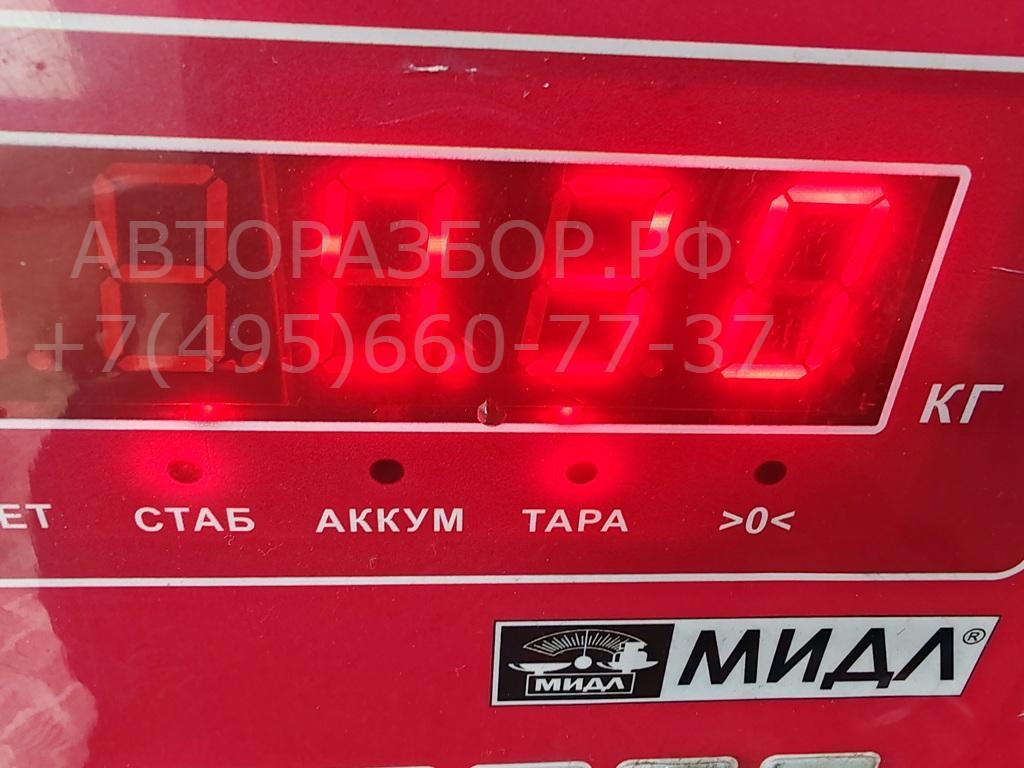 АВТОРАЗБОР.РФ
+7(495)660-77-37
КГ
ЕТ СТАБ АККУМ ТАРА >0<
МИДЛ МИДЛ®